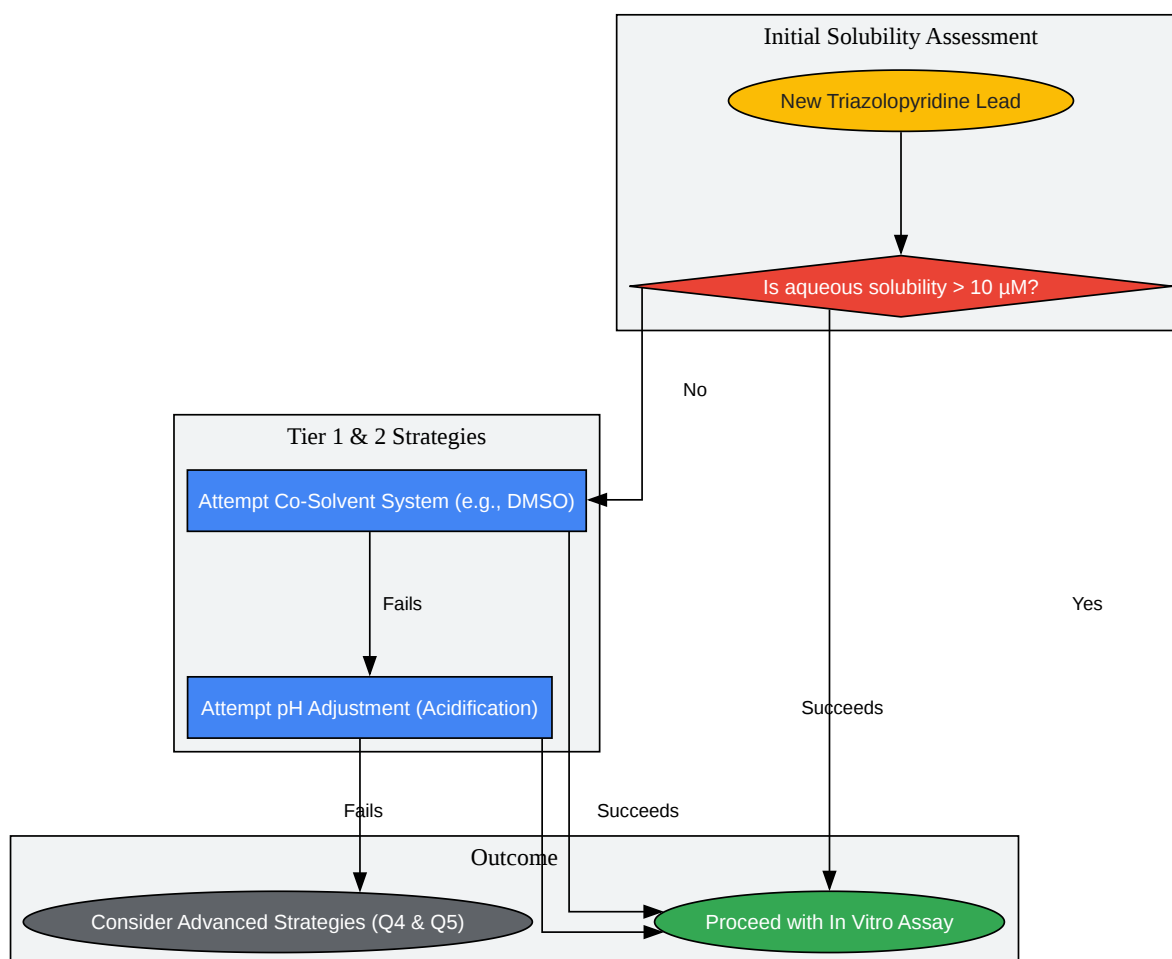 Initial Solubility Assessment
New Triazolopyridine Lead
Is aqueous solubility > 10 µM?
No
Tier 1 & 2 Strategies
Attempt Co-Solvent System (e.g., DMSO)
Fails
Yes
Attempt pH Adjustment (Acidification)
Succeeds
Fails
Succeeds
Outcome
Consider Advanced Strategies (Q4 & Q5)
Proceed with In Vitro Assay